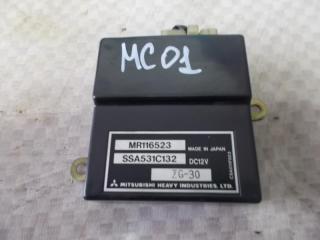 MC01
MR116523 MADE IN JAPAN
SSA531C132 DC12V
ZG-30
MITSUBISHI HEAVY INDUSTRIES, LTD.